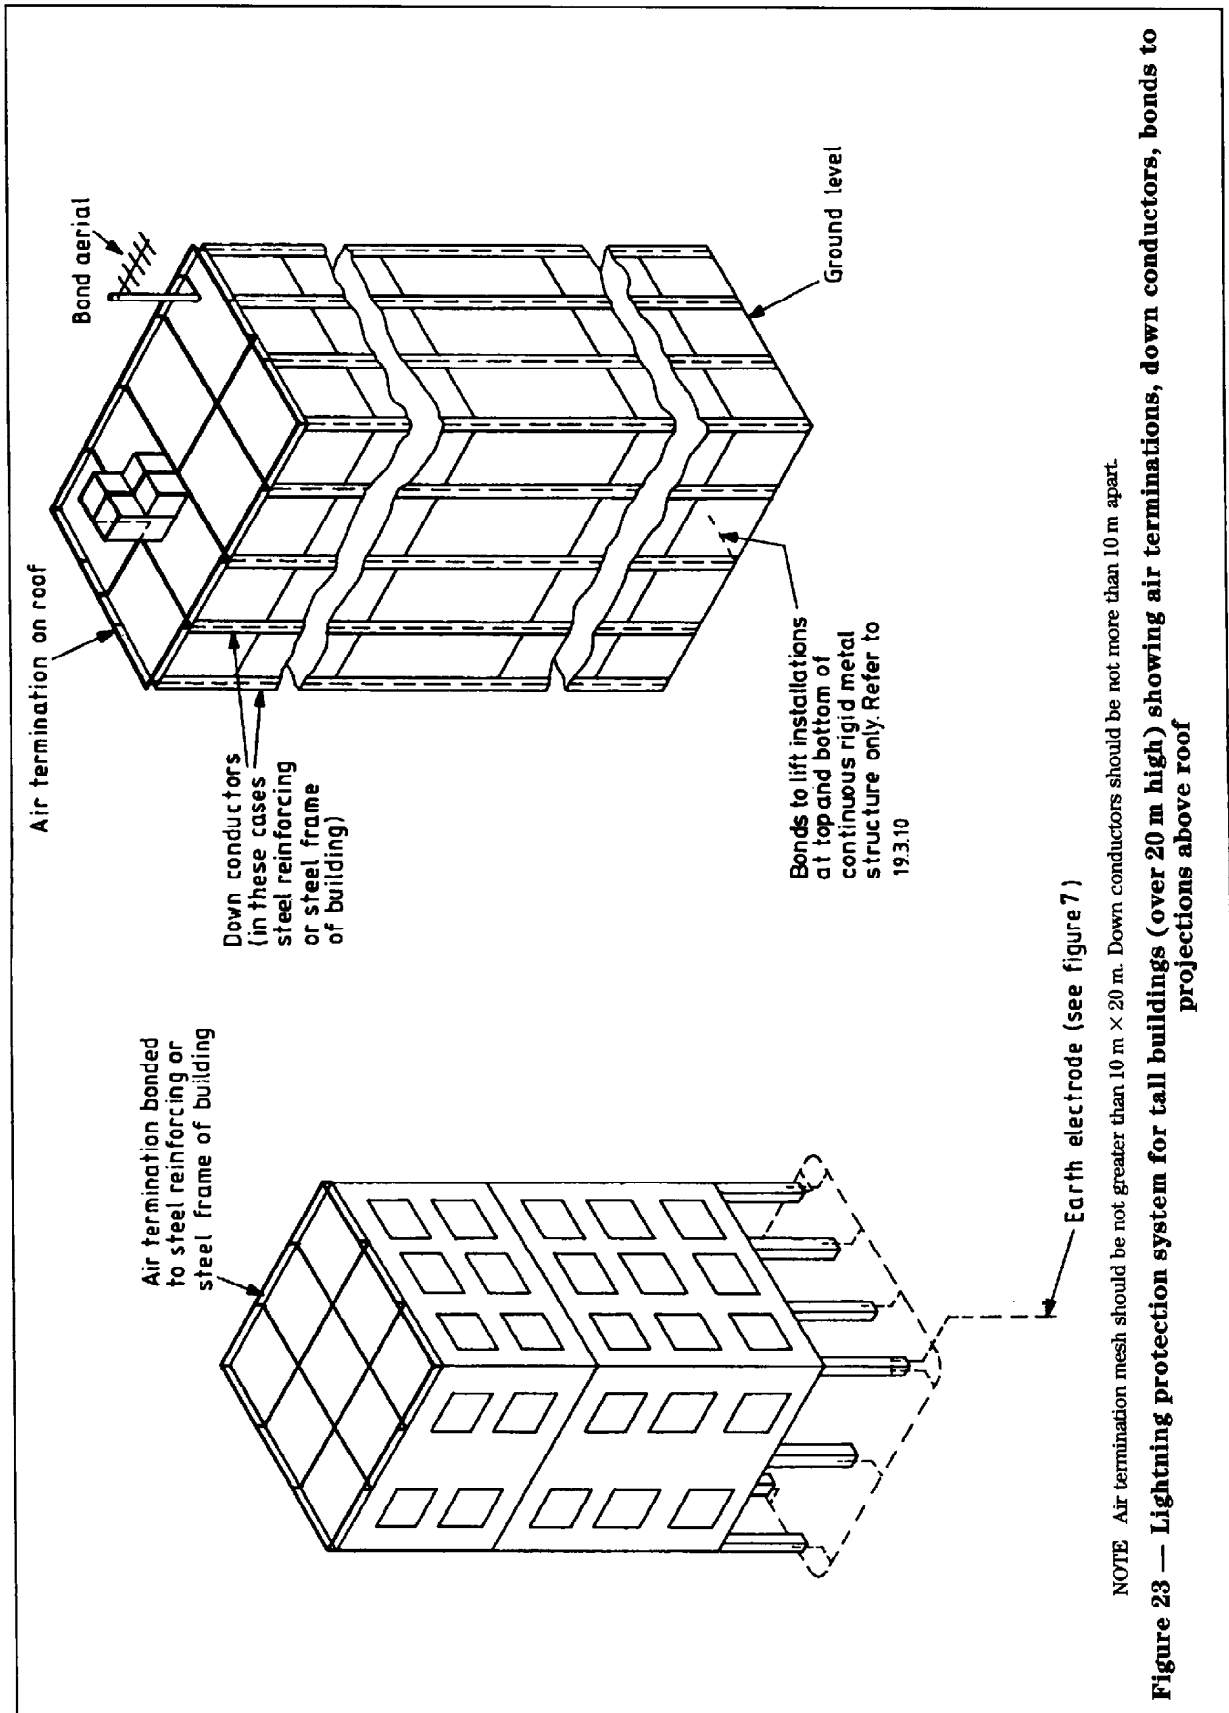 Air termination bonded
to steel reinforcing or
steel frame of building
Earth electrode (see figure 7)
Air termination on roof
Bond aerial
Down conductors
(in these cases
steel reinforcing
or steel frame
of building)
Bonds to lift installations
at top and bottom of
continuous rigid metal
structure only. Refer to
19.3.10
Ground level
NOTE Air termination mesh should be not greater than 10 m × 20 m. Down conductors should be not more than 10 m apart.
Figure 23 — Lightning protection system for tall buildings (over 20 m high) showing air terminations, down conductors, bonds to
projections above roof